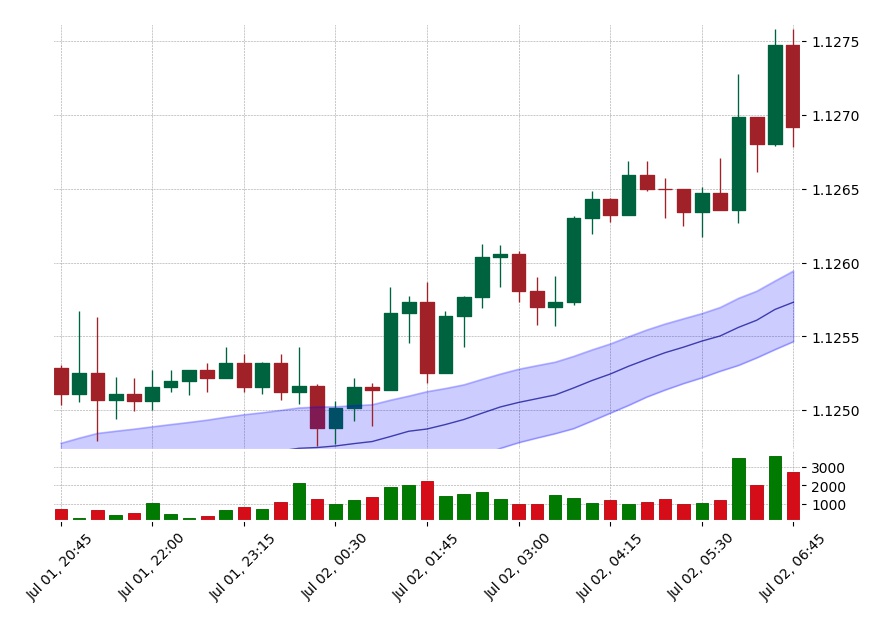 1.1275
1.1270
1.1265
1.1260
1.1255
1.1250
3000
2000
1000
Jul 01, 20:45
Jul 01, 22:00
Jul 01, 23:15
Jul 02, 00:30
Jul 02, 01:45
Jul 02, 03:00
Jul 02, 04:15
Jul 02, 05:30
Jul 02, 06:45